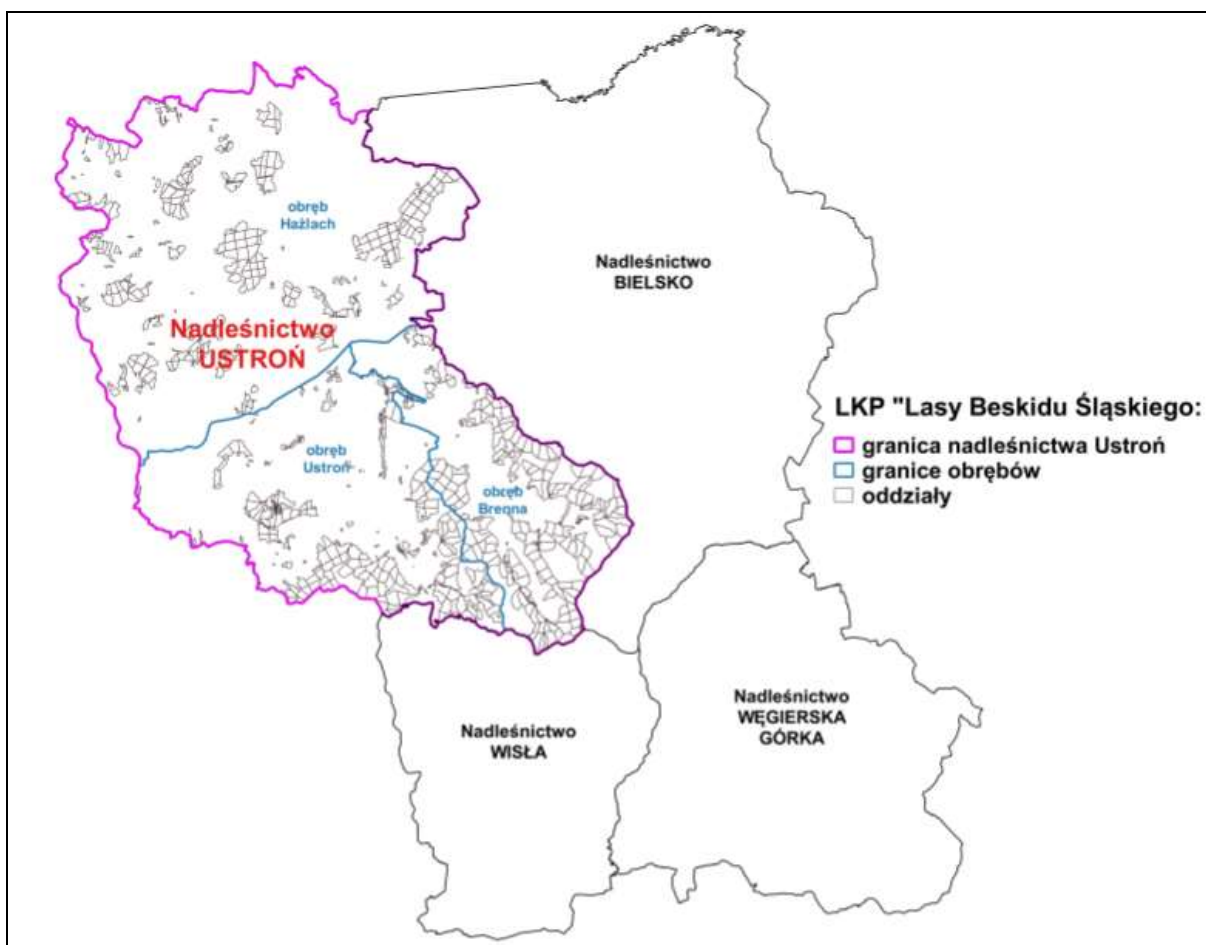 obręb
Hażlach
Nadleśnictwo
BIELSKO
Nadleśnictwo
USTROŃ
LKP "Lasy Beskidu Śląskiego:
granica nadleśnictwa Ustroń
granice obrębów
oddziały
obręb
Ustroń
obręb
Brenna
Nadleśnictwo
WISŁA
Nadleśnictwo
WĘGIERSKA
GÓRKA